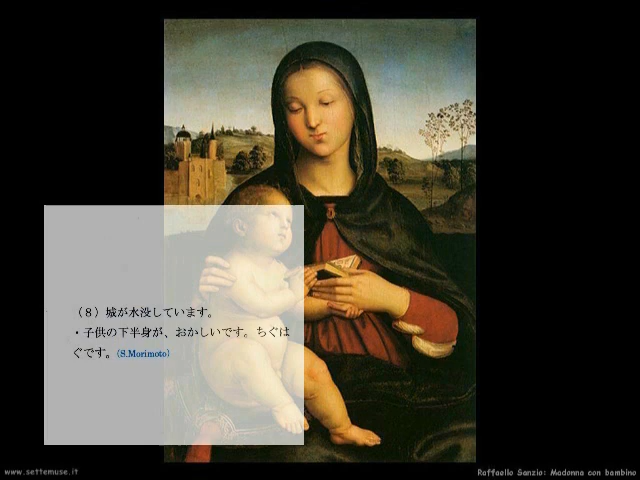 （８）城が水没しています。
・子供の下半身が、おかしいです。ちぐは
ぐです。(S.Morimoto)
www.settemuse.it
Raffaello Sanzio: Madonna con bambino